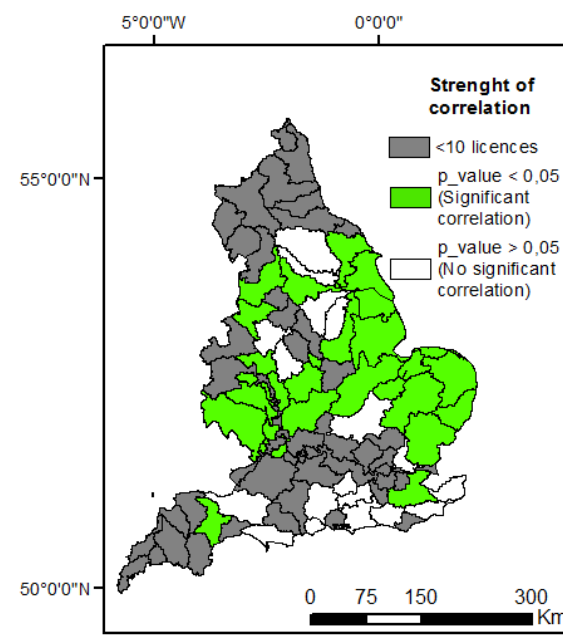 5°0'0"W
0°0'0"
Strenght of
correlation
<10 licences
55°0'0"N
p_value < 0,05
(Significant
correlation)
p_value > 0,05
(No significant
correlation)
50°0'0"N
0 75 150 300
Km